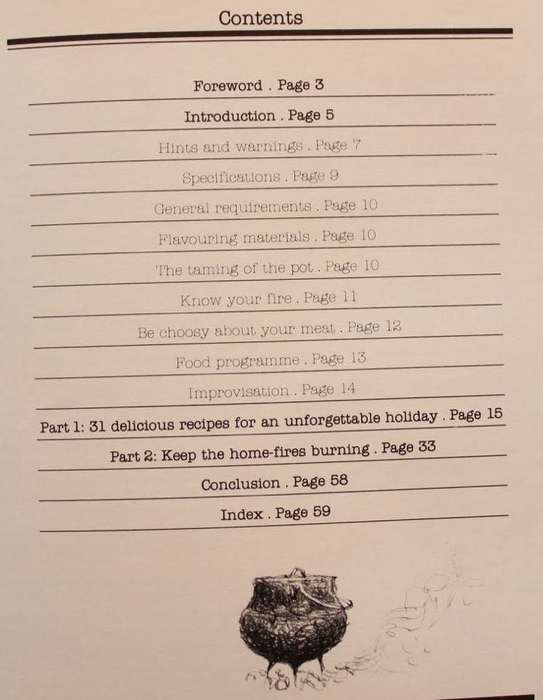 Contents
Foreword . Page 3
Introduction . Page 5
Hints and warnings . Page 7
Specifications . Page 9
General requirements . Page 10
Flavouring materials . Page 10
The taming of the pot . Page 10
Know your fire . Page 11
Be choosy about your meat . Page 12
Food programme . Page 13
Improvisation . Page 14
Part 1: 31 delicious recipes for an unforgettable holiday . Page 15
Part 2: Keep the home-fires burning . Page 33
Conclusion . Page 58
Index . Page 59